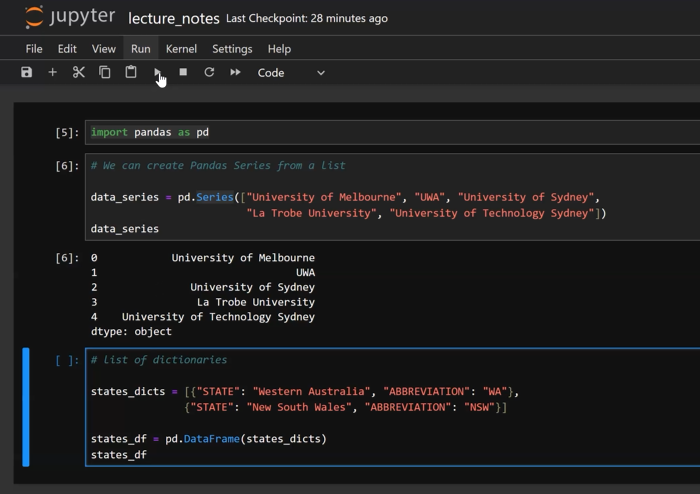 jupyter lecture_notes Last Checkpoint: 28 minutes ago
File Edit View Run Kernel Settings Help
Code
[5]: import pandas as pd
[6]: # We can create Pandas Series from a list
data_series = pd.Series(["University of Melbourne", "UWA", "University of Sydney",
"La Trobe University", "University of Technology Sydney"])
data_series
[6]: 0 University of Melbourne
1 UWA
2 University of Sydney
3 La Trobe University
4 University of Technology Sydney
dtype: object
[ ]: # list of dictionaries
states_dicts = [{"STATE": "Western Australia", "ABBREVIATION": "WA"},
{"STATE": "New South Wales", "ABBREVIATION": "NSW"}]
states_df = pd.DataFrame(states_dicts)
states_df